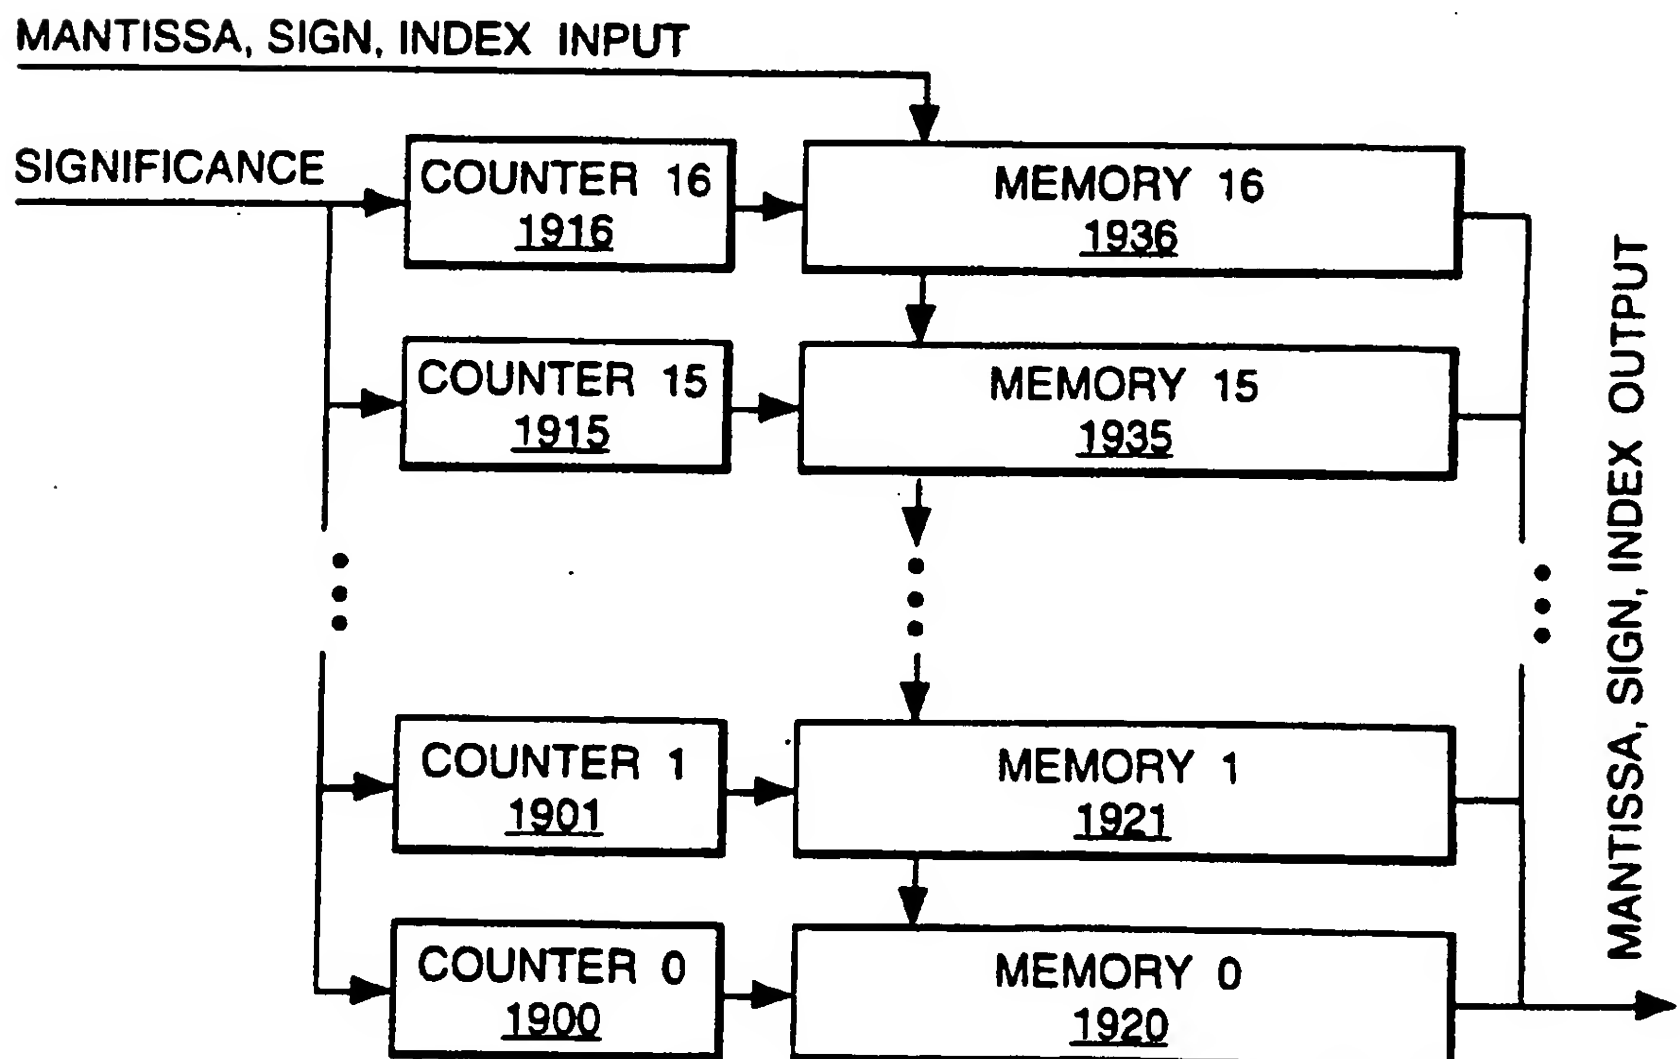 MANTISSA, SIGN, INDEX INPUT
SIGNIFICANCE
COUNTER 16
1916
MEMORY 16
1936
COUNTER 15
1915
MEMORY 15
1935
COUNTER 1
1901
MEMORY 1
1921
COUNTER 0
1900
MEMORY 0
1920
MANTISSA, SIGN, INDEX OUTPUT